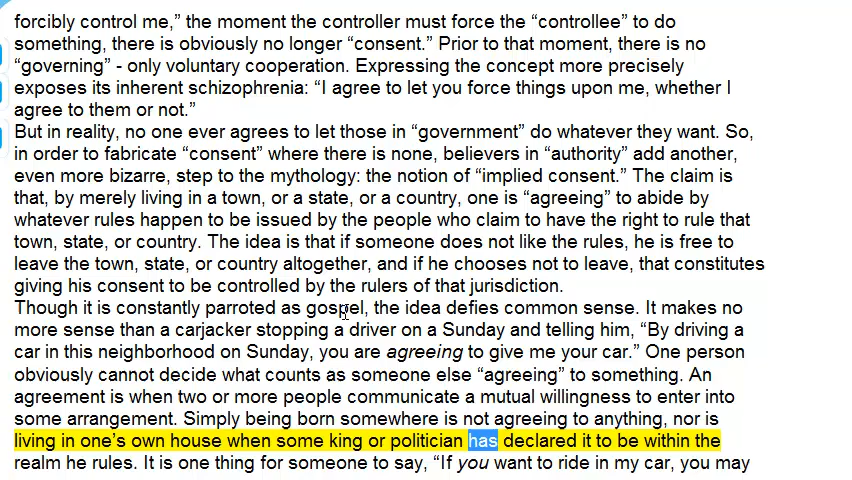 forcibly control me,” the moment the controller must force the “controllee” to do
something, there is obviously no longer “consent.” Prior to that moment, there is no
“governing” - only voluntary cooperation. Expressing the concept more precisely
exposes its inherent schizophrenia: “I agree to let you force things upon me, whether I
agree to them or not.”
But in reality, no one ever agrees to let those in “government” do whatever they want. So,
in order to fabricate “consent” where there is none, believers in “authority” add another,
even more bizarre, step to the mythology: the notion of “implied consent.” The claim is
that, by merely living in a town, or a state, or a country, one is “agreeing” to abide by
whatever rules happen to be issued by the people who claim to have the right to rule that
town, state, or country. The idea is that if someone does not like the rules, he is free to
leave the town, state, or country altogether, and if he chooses not to leave, that constitutes
giving his consent to be controlled by the rulers of that jurisdiction.
Though it is constantly parroted as gospel, the idea defies common sense. It makes no
more sense than a carjacker stopping a driver on a Sunday and telling him, “By driving a
car in this neighborhood on Sunday, you are agreeing to give me your car.” One person
obviously cannot decide what counts as someone else “agreeing” to something. An
agreement is when two or more people communicate a mutual willingness to enter into
some arrangement. Simply being born somewhere is not agreeing to anything, nor is
living in one’s own house when some king or politician has declared it to be within the
realm he rules. It is one thing for someone to say, “If you want to ride in my car, you may